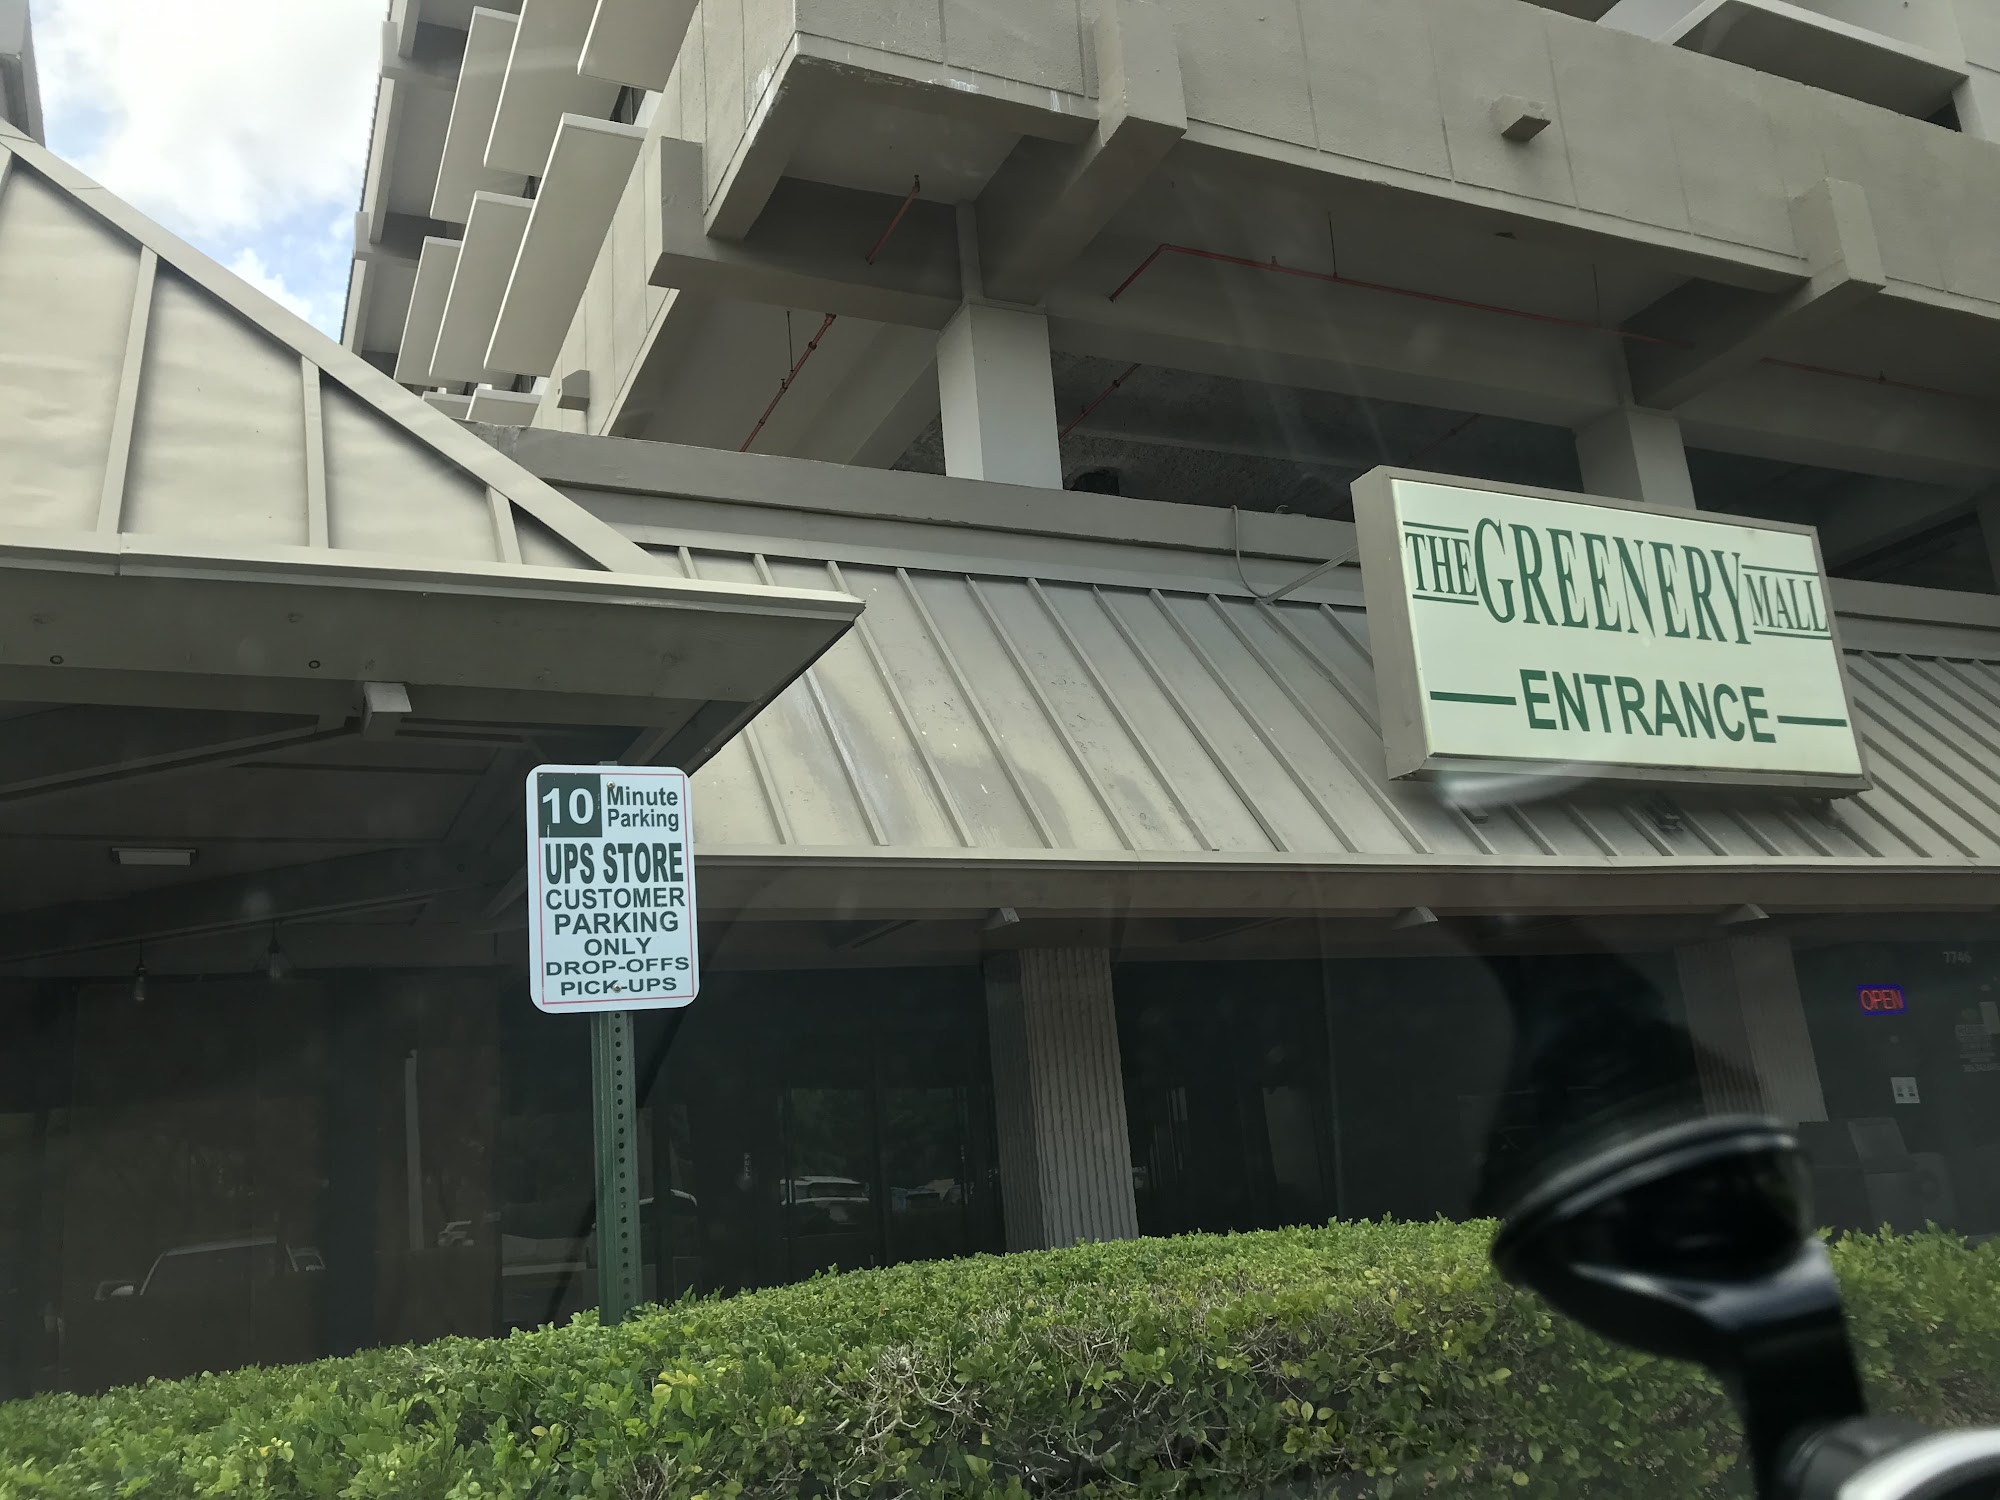 THE GREENERY MALL
ENTRANCE
10 Minute
Parking
UPS STORE
CUSTOMER
PARKING
ONLY
DROP-OFFS
PICK-UPS
7746
OPEN